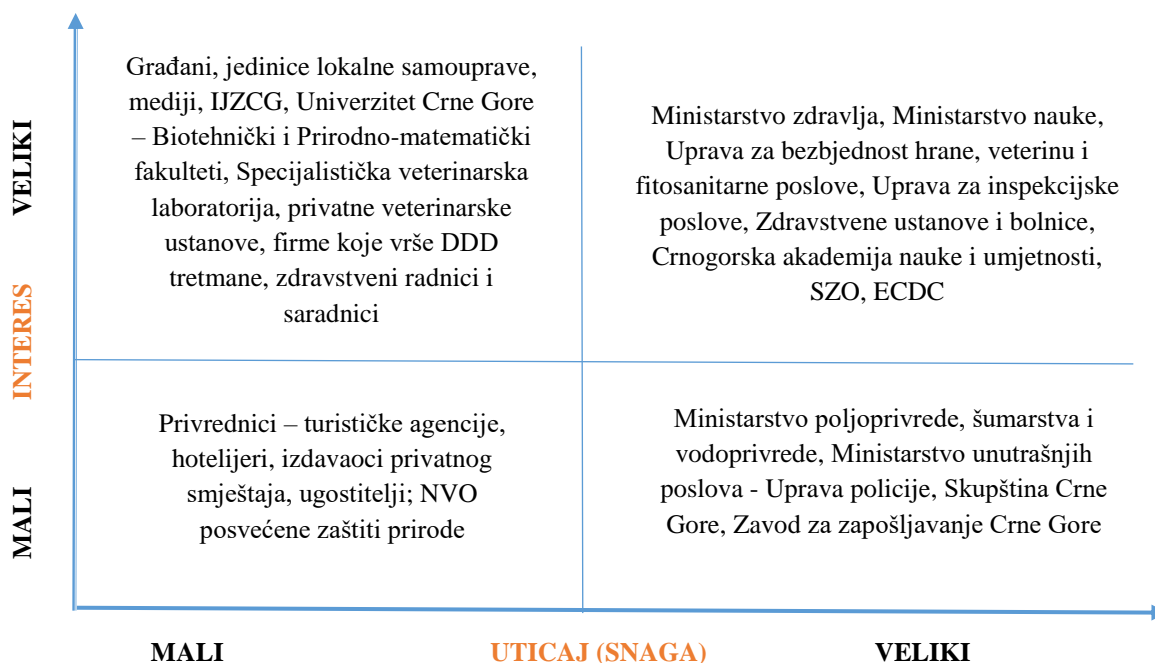 Građani, jedinice lokalne samouprave,
mediji, IJZCG, Univerzitet Crne Gore
– Biotehnički i Prirodno-matematički
fakulteti, Specijalistička veterinarska
laboratorija, privatne veterinarske
ustanove, firme koje vrše DDD
tretmane, zdravstveni radnici i
saradnici
Ministarstvo zdravlja, Ministarstvo nauke,
Uprava za bezbjednost hrane, veterinu i
fitosanitarne poslove, Uprava za inspekcijske
poslove, Zdravstvene ustanove i bolnice,
Crnogorska akademija nauke i umjetnosti,
SZO, ECDC
Privrednici – turističke agencije,
hotelijeri, izdavaoci privatnog
smještaja, ugostitelji; NVO
posvećene zaštiti prirode
Ministarstvo poljoprivrede, šumarstva i
vodoprivrede, Ministarstvo unutrašnjih
poslova - Uprava policije, Skupština Crne
Gore, Zavod za zapošljavanje Crne Gore
MALI INTERES VELIKI
MALI UTICAJ (SNAGA) VELIKI